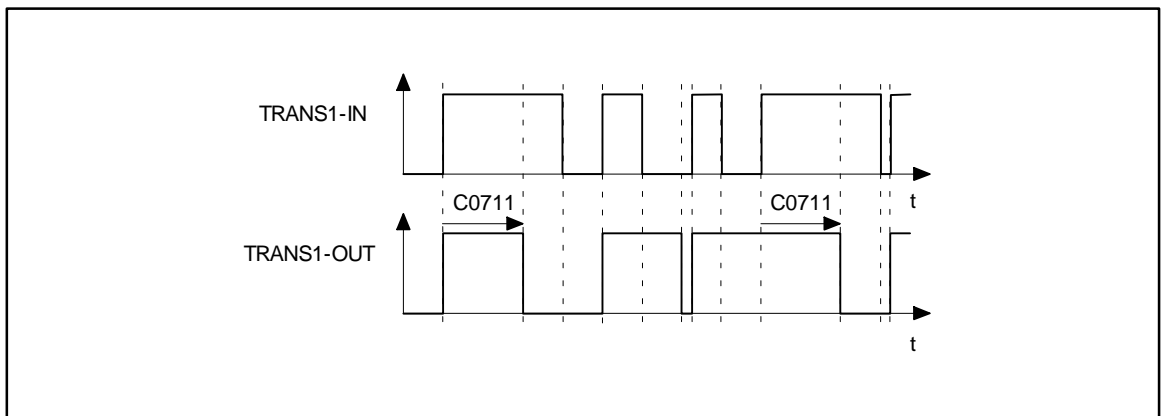 TRANS1-IN
t
C0711 C0711
TRANS1-OUT
t